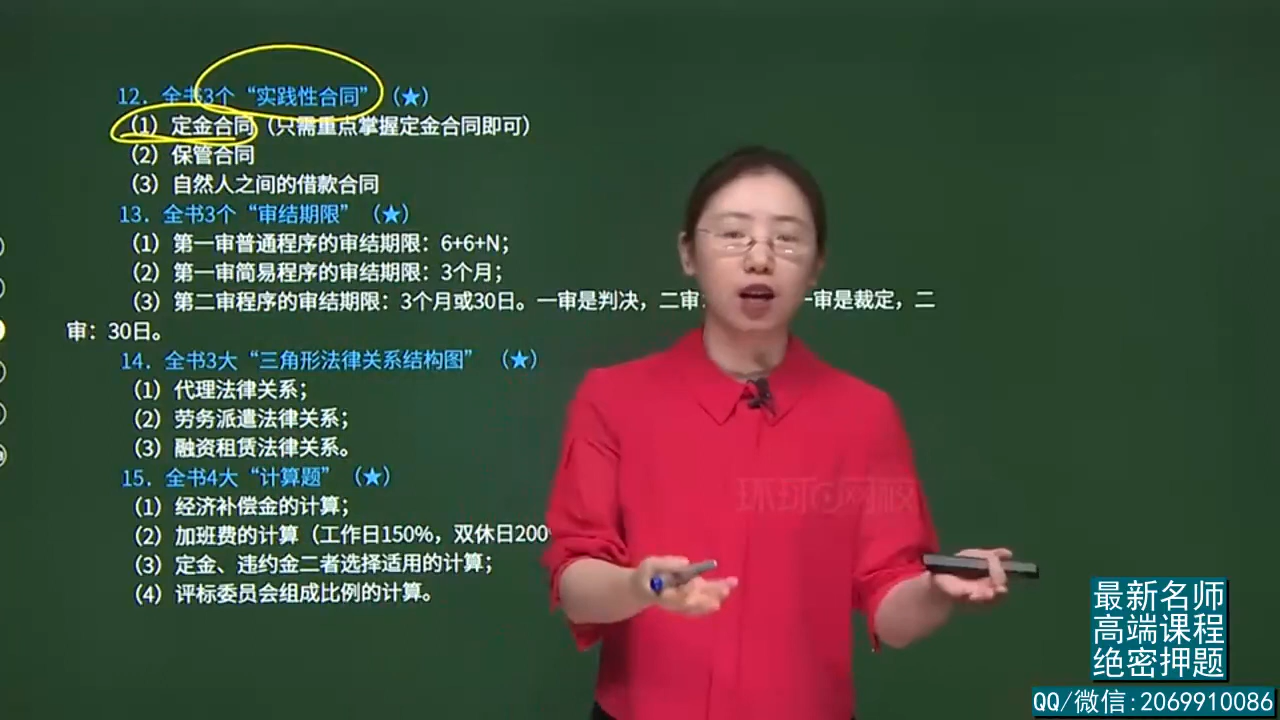 12．全书3个“实践性合同”（★）
（1）定金合同（只需重点掌握定金合同即可）
（2）保管合同
（3）自然人之间的借款合同
13．全书3个“审结期限”（★）
（1）第一审普通程序的审结期限：6+6+N；
（2）第一审简易程序的审结期限：3个月；
（3）第二审程序的审结期限：3个月或30日。一审是判决，二审 一审是裁定，二
审：30日。
14．全书3大“三角形法律关系结构图”（★）
（1）代理法律关系；
（2）劳务派遣法律关系；
（3）融资租赁法律关系。
15．全书4大“计算题”（★）
（1）经济补偿金的计算；
（2）加班费的计算（工作日150%，双休日200
（3）定金、违约金二者选择适用的计算；
（4）评标委员会组成比例的计算。
环球网校
最新名师
高端课程
绝密押题
QQ/微信:2069910086